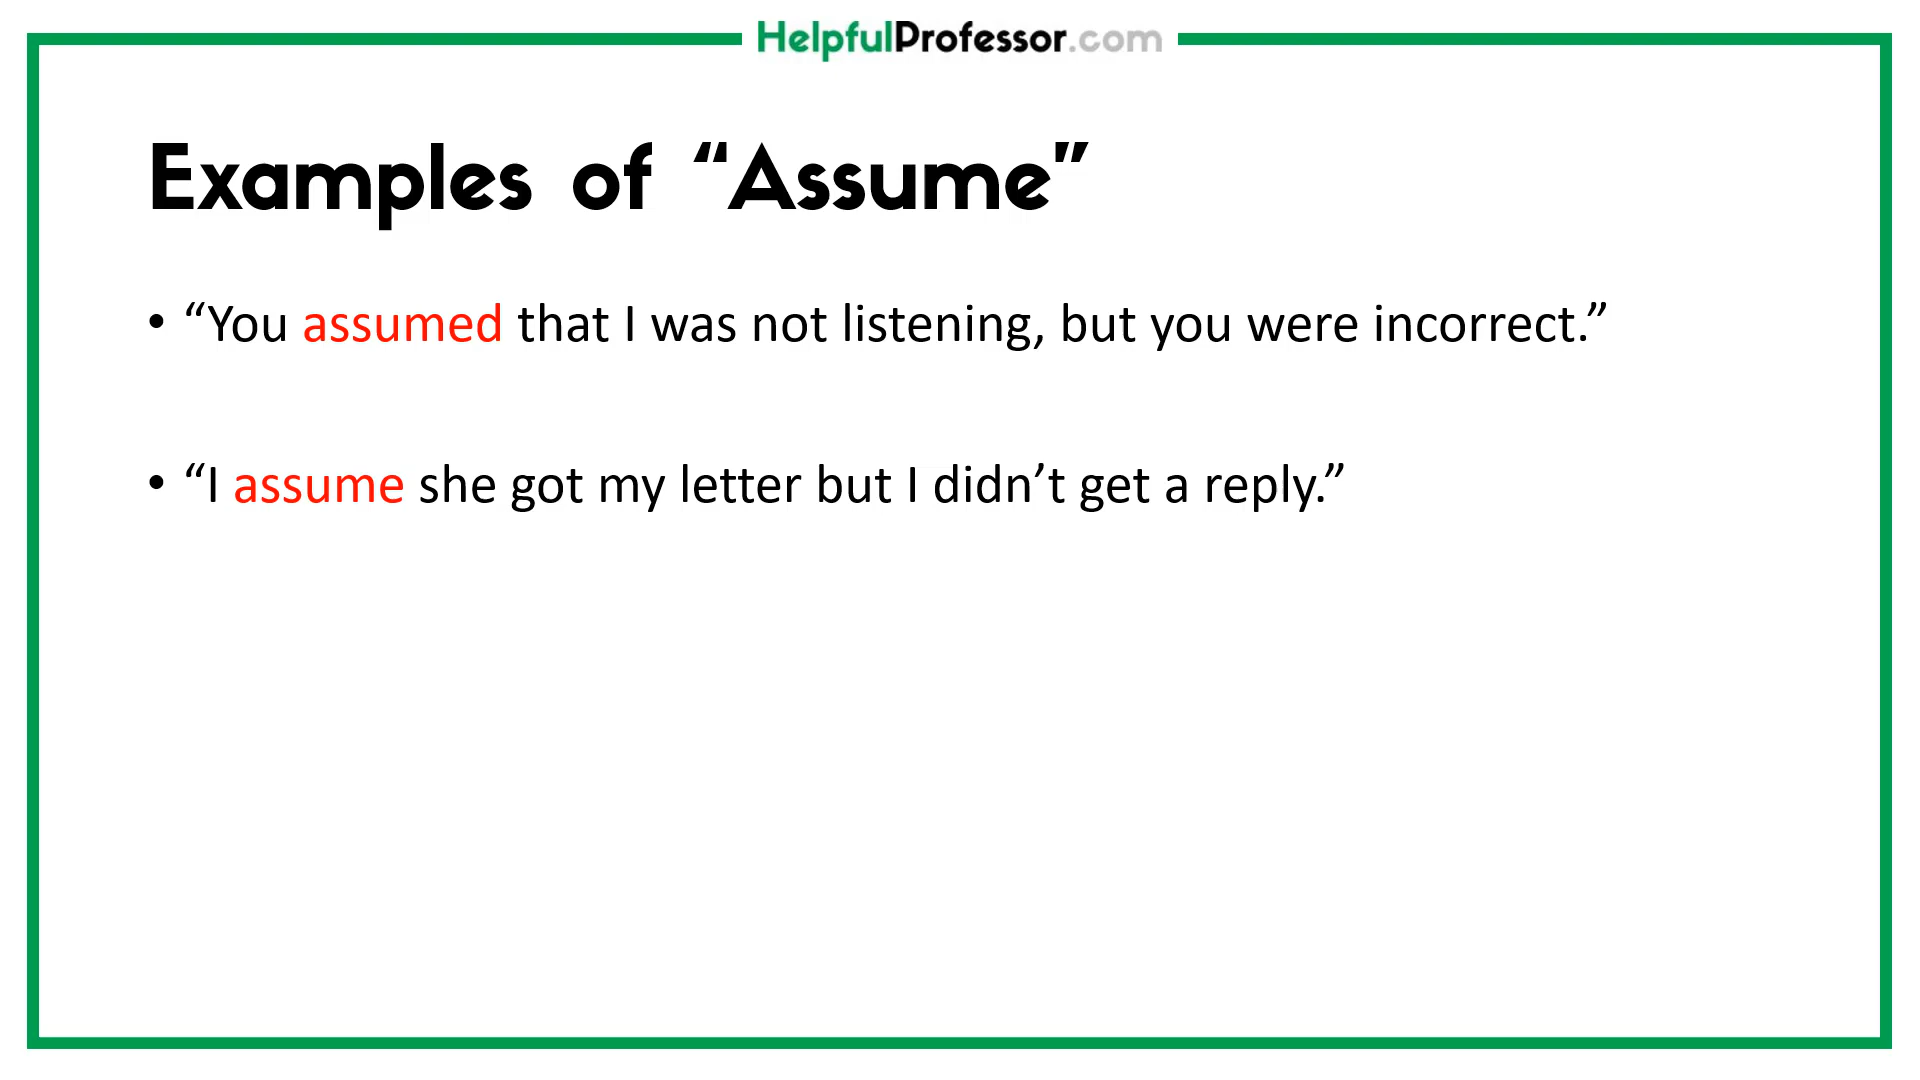 HelpfulProfessor.com
Examples of “Assume”
• “You assumed that I was not listening, but you were incorrect.”
• “I assume she got my letter but I didn’t get a reply.”